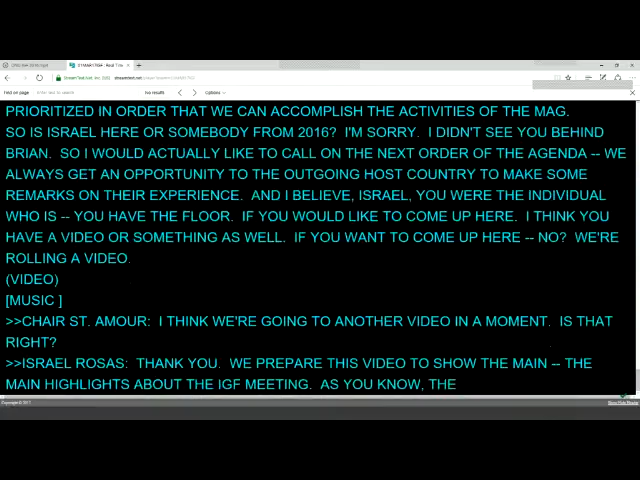 Find on page
No results
Options
PRIORITIZED IN ORDER THAT WE CAN ACCOMPLISH THE ACTIVITIES OF THE MAG.
SO IS ISRAEL HERE OR SOMEBODY FROM 2016?  I'M SORRY.  I DIDN'T SEE YOU BEHIND
BRIAN.  SO I WOULD ACTUALLY LIKE TO CALL ON THE NEXT ORDER OF THE AGENDA -- WE
ALWAYS GET AN OPPORTUNITY TO THE OUTGOING HOST COUNTRY TO MAKE SOME
REMARKS ON THEIR EXPERIENCE.  AND I BELIEVE, ISRAEL, YOU WERE THE INDIVIDUAL
WHO IS -- YOU HAVE THE FLOOR.  IF YOU WOULD LIKE TO COME UP HERE.  I THINK YOU
HAVE A VIDEO OR SOMETHING AS WELL.  IF YOU WANT TO COME UP HERE -- NO?  WE'RE
ROLLING A VIDEO.
(VIDEO)
[MUSIC ]
>>CHAIR ST. AMOUR:  I THINK WE'RE GOING TO ANOTHER VIDEO IN A MOMENT.  IS THAT
RIGHT?
>>ISRAEL ROSAS:  THANK YOU.  WE PREPARE THIS VIDEO TO SHOW THE MAIN -- THE
MAIN HIGHLIGHTS ABOUT THE IGF MEETING.  AS YOU KNOW, THE